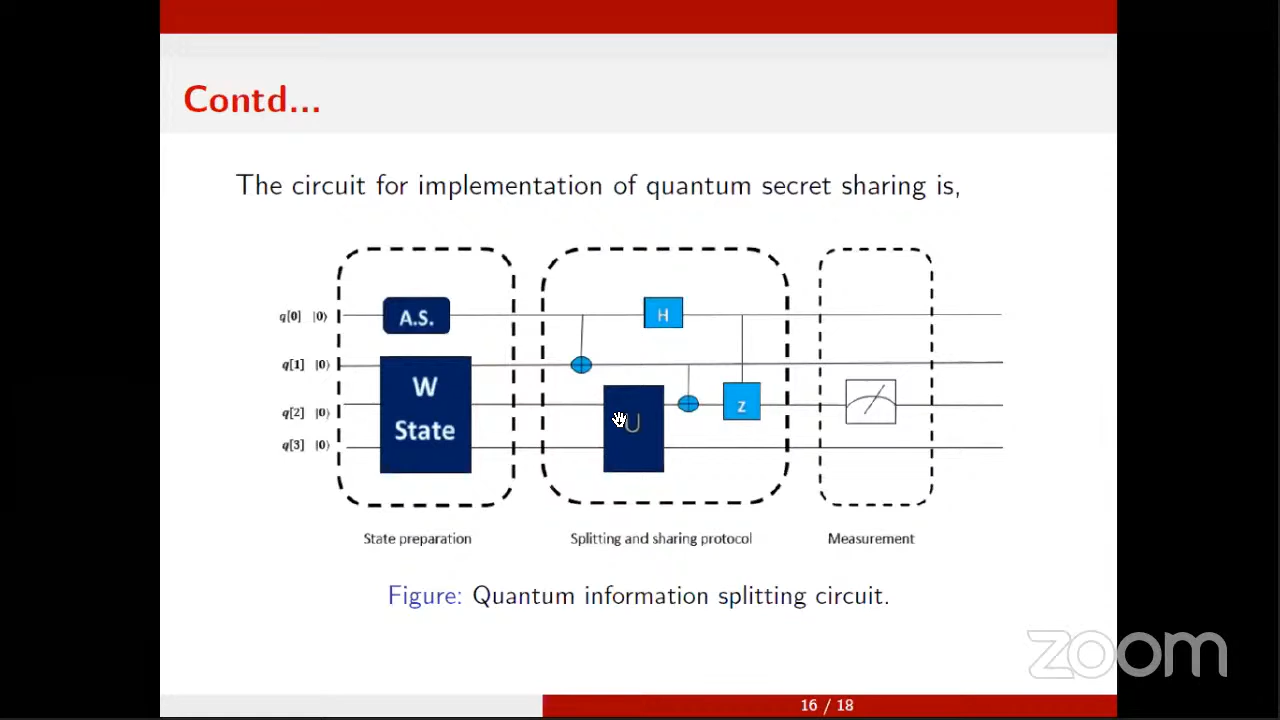 Contd...
The circuit for implementation of quantum secret sharing is,
q[0] |0⟩
A.S.
H
q[1] |0⟩
W
State
U
z
q[2] |0⟩
q[3] |0⟩
State preparation
Splitting and sharing protocol
Measurement
Figure: Quantum information splitting circuit.
zoom
16 / 18